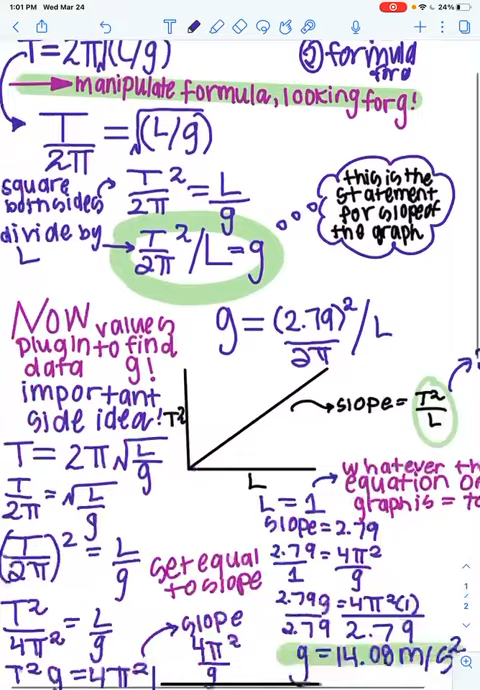 1:01 PM Wed Mar 24
24%
T=2π√(L/g)
⑤ formula
for
→ manipulate formula, looking for g!
T/2π = √(L/g)
square both sides → T²/2π = L/g
divide by L → T²/2π /L = g
this is the
statement
for slope of
the graph
Now values
plug in to find
data g!
g = (2.79)²/2π /L
important
side idea!
T²
L
→ slope = T²/L
T = 2π√L/g
T/2π = √L/g
(T/2π)² = L/g
T²/4π² = L/g
T²g = 4π²L
set equal
to slope
slope
4π²/g
whatever the
equation of
graph is =
L = 1
slope = 2.79
2.79/1 = 4π²/g
2.79g/2.79 = 4π²(1)/2.79
g = 14.08 m/s²
1
/
2